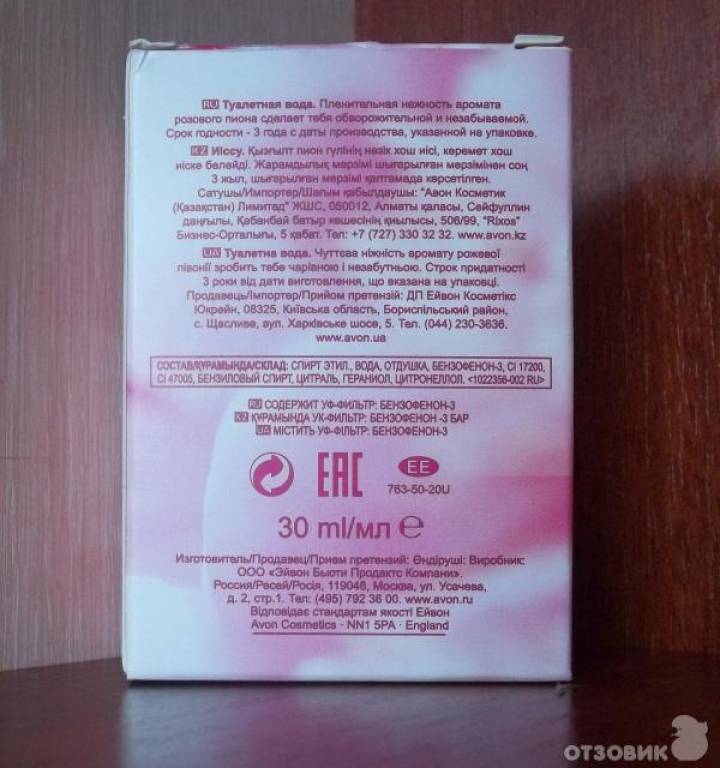 RU Туалетная вода. Пленительная нежность аромата
розового пиона сделает тебя обворожительной и незабываемой.
Срок годности - 3 года с даты производства, указанной на упаковке.
KZ Иіссу. Қызғылт пион гүлінің нәзік хош иісі, керемет хош
иіске бөлейді. Жарамдылық мерзімі шығарылған мерзімінен соң
3 жыл, шығарылған мерзімі қаптамада көрсетілген.
Сатушы/Импортер/Шағым қабылдаушы: "Авон Косметик
(Қазақстан) Лимитад" ЖШС, 050012, Алматы қаласы, Сейфуллин
даңғылы, Қабанбай батыр көшесінің қиылысы, 506/99, "Rixos"
Бизнес-Орталығы, 5 қабат. Тел: +7 (727) 330 32 32. www.avon.kz
UA Туалетна вода. Чуттєва ніжність аромату рожевої
півонії зробить тебе чарівною і незабутньою. Строк придатності
3 роки від дати виготовлення, що вказана на упаковці.
Продавець/Імпортер/Прийом претензій: ДП Ейвон Косметікс
Юкрейн, 08325, Київська область, Бориспільський район,
с. Щасливе, вул. Харківське шосе, 5. Тел. (044) 230-3636.
www.avon.ua
СОСТАВ/ҚҰРАМЫНДА/СКЛАД: СПИРТ ЭТИЛ., ВОДА, ОТДУШКА, БЕНЗОФЕНОН-3, CI 17200,
CI 47005, БЕНЗИЛОВЫЙ СПИРТ, ЦИТРАЛЬ, ГЕРАНИОЛ, ЦИТРОНЕЛЛОЛ. <1022356-002 RU>
RU СОДЕРЖИТ УФ-ФИЛЬТР: БЕНЗОФЕНОН-3
KZ ҚҰРАМЫНДА УК-ФИЛЬТР: БЕНЗОФЕНОН -3 БАР
UA МІСТИТЬ УФ-ФІЛЬТР: БЕНЗОФЕНОН-3
EAC EE
763-50-20U
30 ml/мл e
Изготовитель/Продавец/Прием претензий: Өндіруші: Виробник:
ООО «Эйвон Бьюти Продактс Компани».
Россия/Ресей/Росія, 119048, Москва, ул. Усачева,
д. 2, стр.1. Тел: (495) 792 36 00. www.avon.ru
Відповідає стандартам якості Ейвон
Avon Cosmetics · NN1 5PA · England
ОТЗОВИК